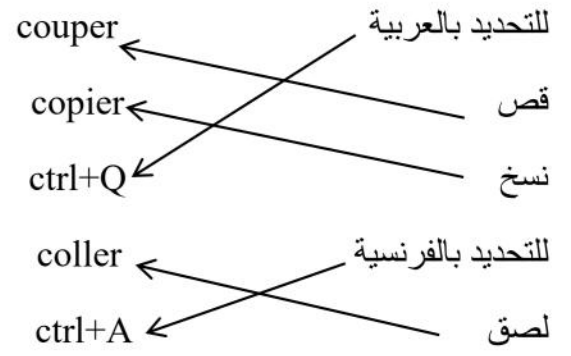 couper للتحديد بالعربية
copier قص
ctrl+Q نسخ
coller للتحديد بالفرنسية
ctrl+A لصق